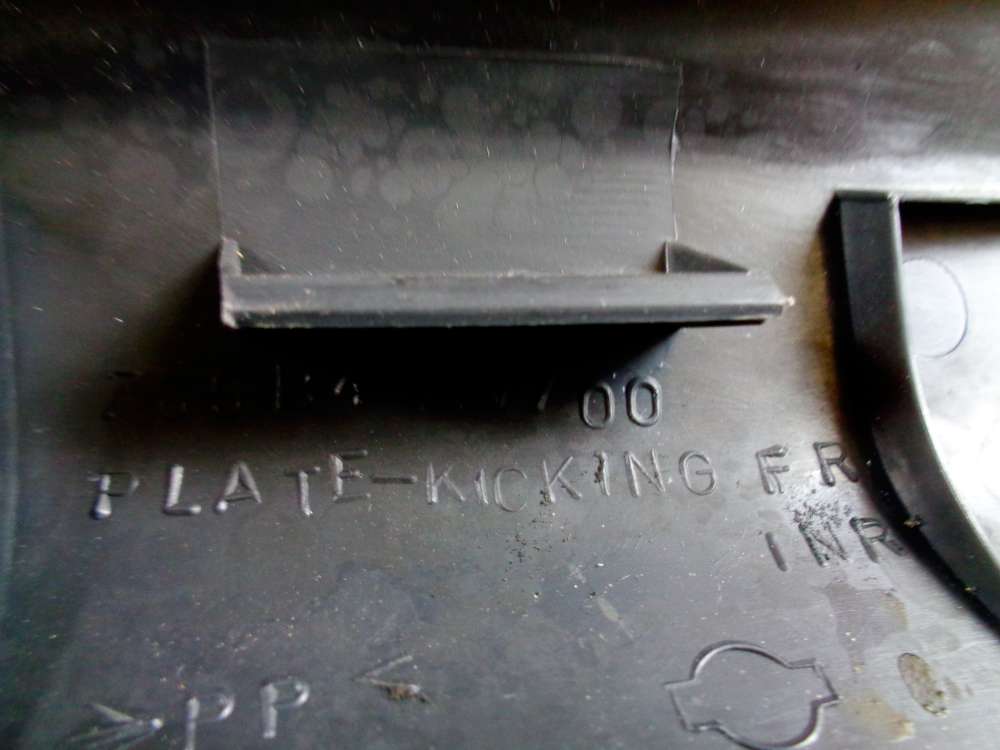 00
PLATE-KICKING FR
INR
>PP<